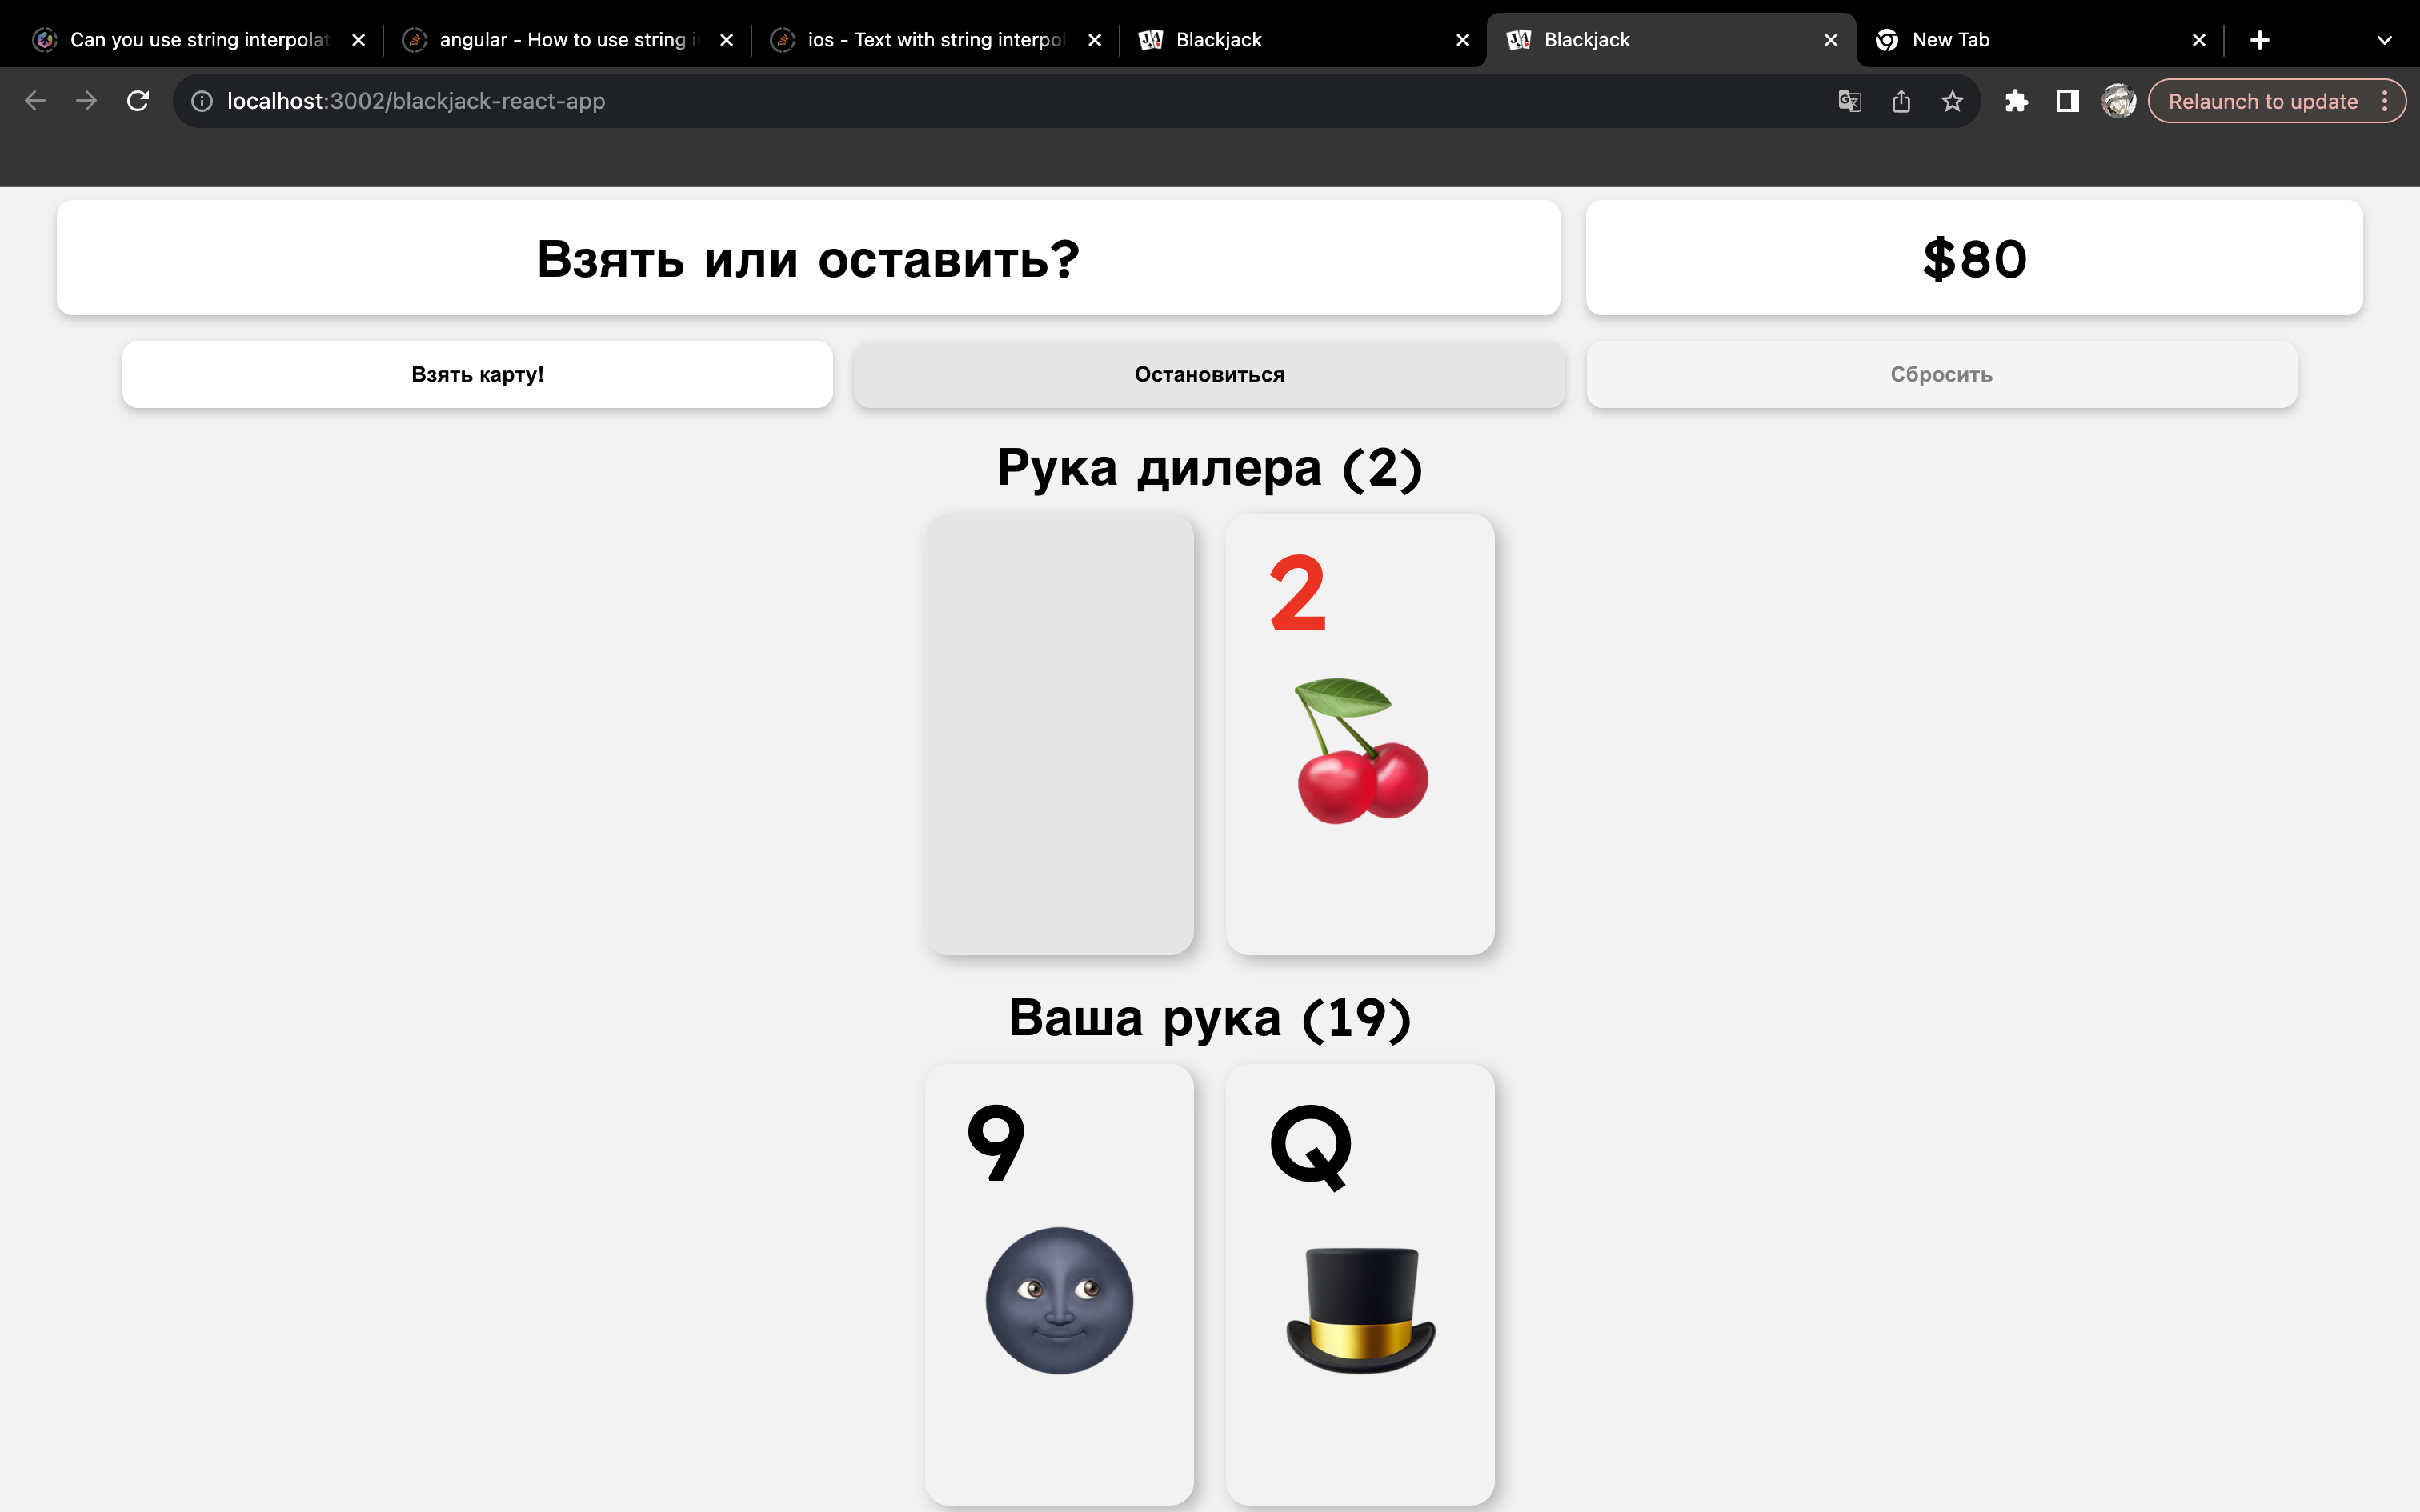 Can you use string interpolat
angular - How to use string i
ios - Text with string interpol
Blackjack
Blackjack
New Tab
localhost:3002/blackjack-react-app
Relaunch to update
Взять или оставить?
$80
Взять карту!
Остановиться
Сбросить
Рука дилера (2)
2
Ваша рука (19)
9
Q